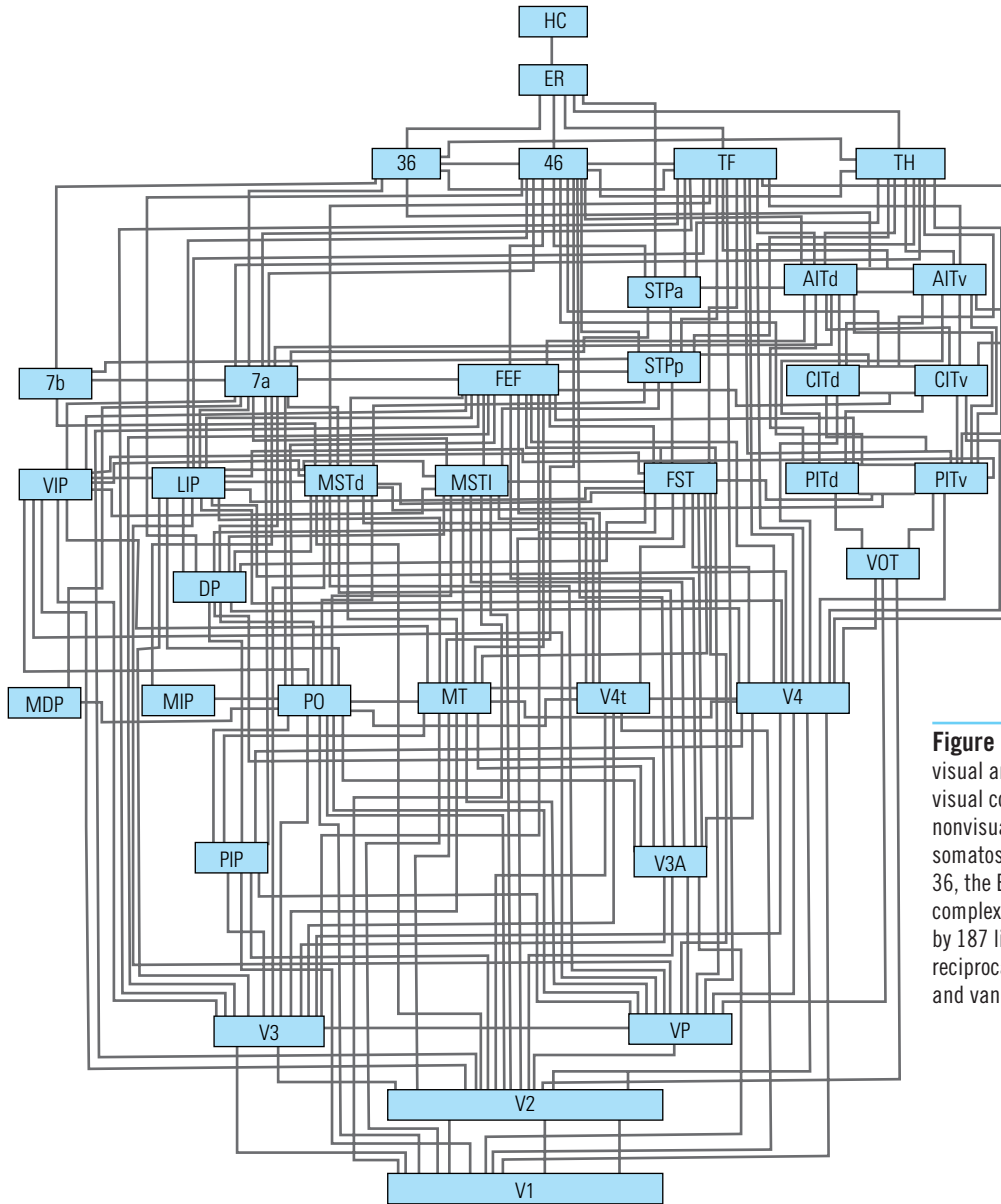 HC
ER
36
46
TF
TH
STPa
AITd
AITv
7b
7a
FEF
STPp
CITd
CITv
VIP
LIP
MSTd
MSTl
FST
PITd
PITv
DP
VOT
MDP
MIP
PO
MT
V4t
V4
PIP
V3A
V3
VP
V2
V1
Figure
visual ar
visual co
nonvisua
somatos
36, the E
complex
by 187 li
reciproca
and van